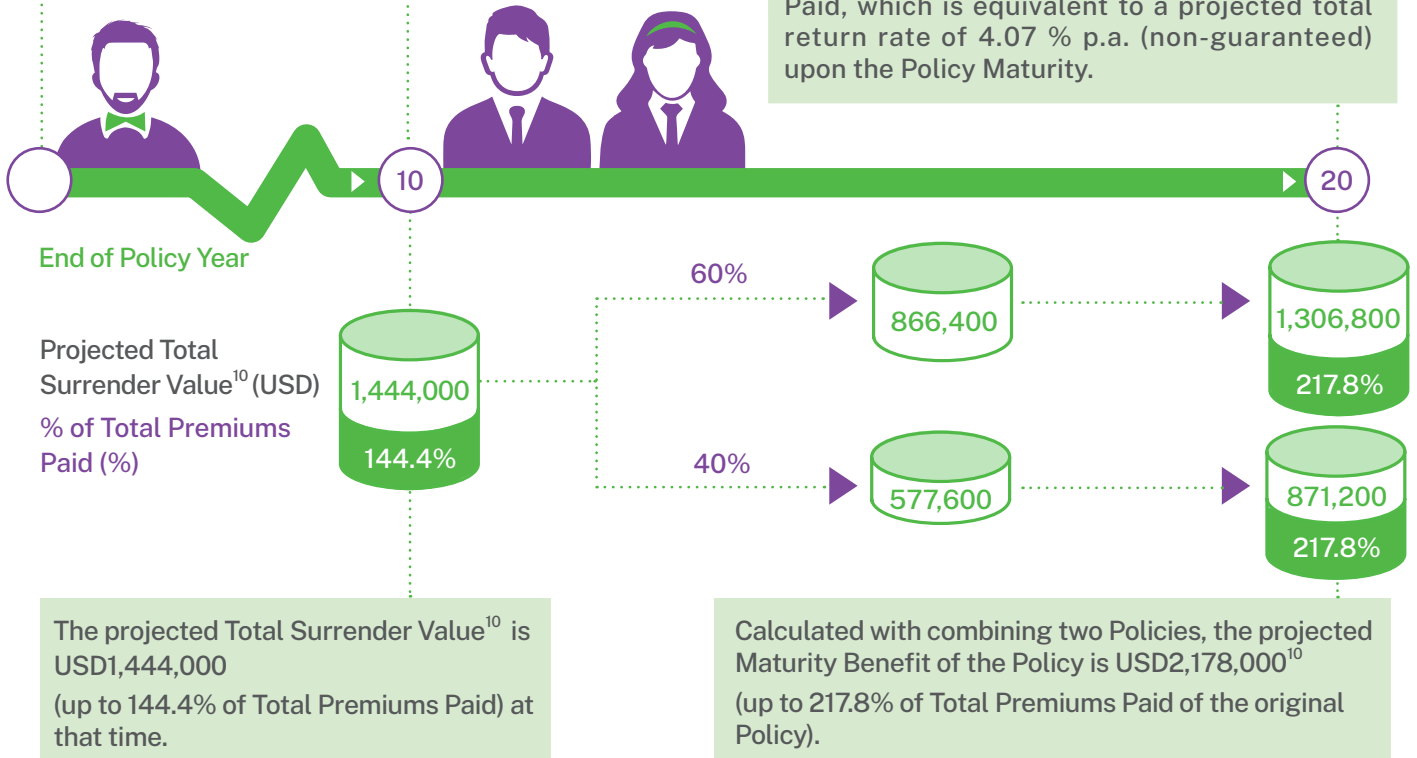 Paid, which is equivalent to a projected total
return rate of 4.07 % p.a. (non-guaranteed)
upon the Policy Maturity.
10
20
End of Policy Year
Projected Total
Surrender Value¹⁰ (USD)
% of Total Premiums
Paid (%)
1,444,000
144.4%
60%
866,400
1,306,800
217.8%
40%
577,600
871,200
217.8%
The projected Total Surrender Value¹⁰ is
USD1,444,000
(up to 144.4% of Total Premiums Paid) at
that time.
Calculated with combining two Policies, the projected
Maturity Benefit of the Policy is USD2,178,000¹⁰
(up to 217.8% of Total Premiums Paid of the original
Policy).